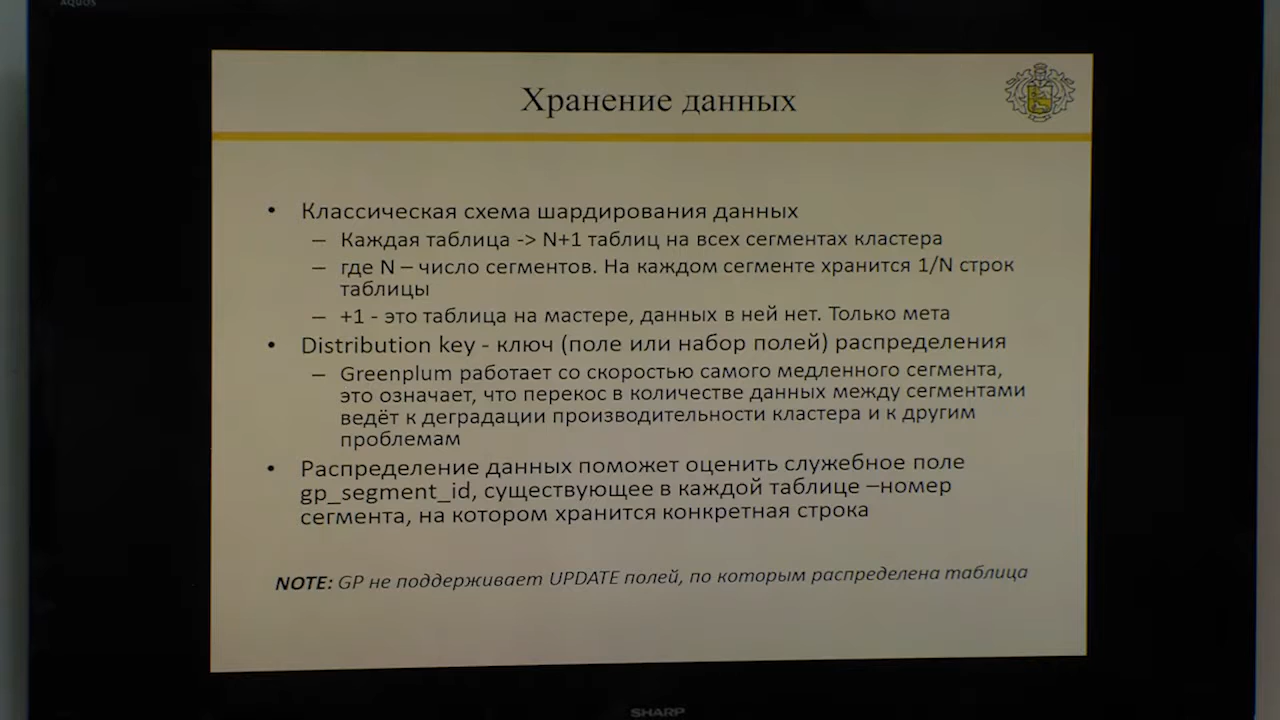 AQUOS
Хранение данных
• Классическая схема шардирования данных
– Каждая таблица -> N+1 таблиц на всех сегментах кластера
– где N – число сегментов. На каждом сегменте хранится 1/N строк
таблицы
– +1 - это таблица на мастере, данных в ней нет. Только мета
• Distribution key - ключ (поле или набор полей) распределения
– Greenplum работает со скоростью самого медленного сегмента,
это означает, что перекос в количестве данных между сегментами
ведёт к деградации производительности кластера и к другим
проблемам
• Распределение данных поможет оценить служебное поле
gp_segment_id, существующее в каждой таблице –номер
сегмента, на котором хранится конкретная строка
NOTE: GP не поддерживает UPDATE полей, по которым распределена таблица
SHARP